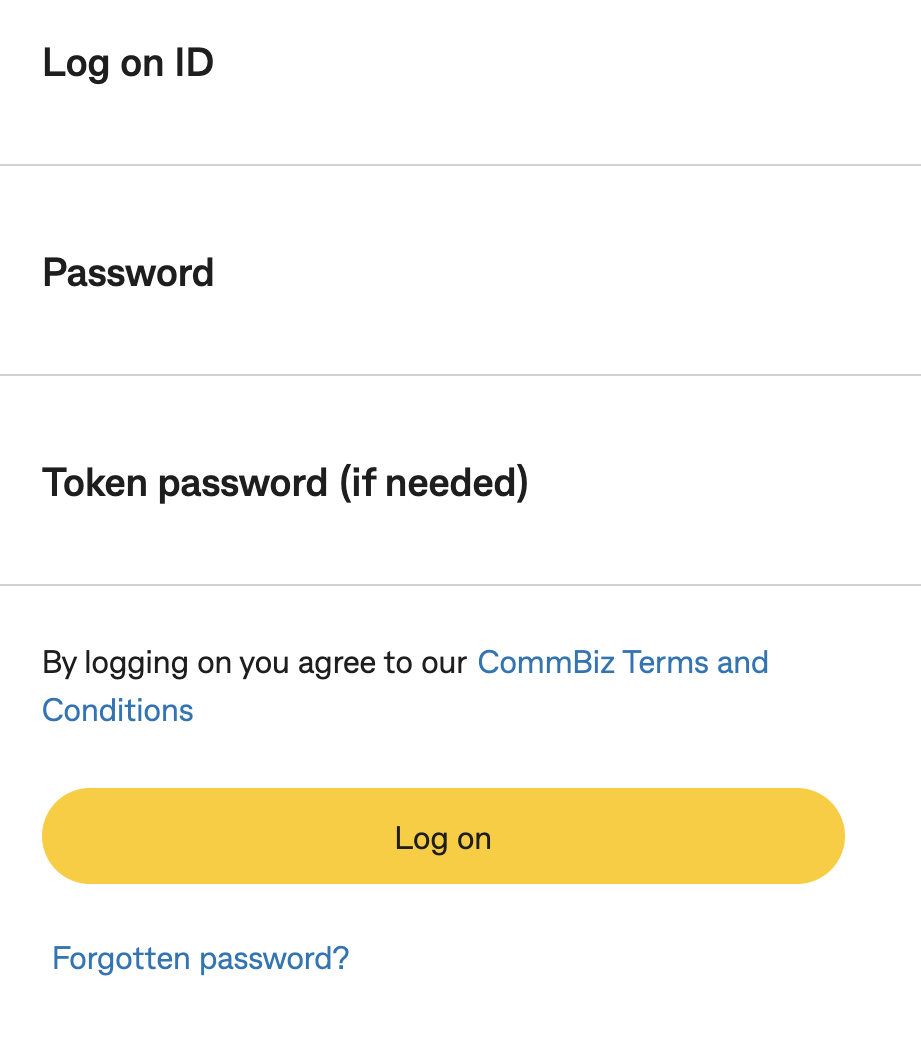 Log on ID
Password
Token password (if needed)
By logging on you agree to our CommBiz Terms and
Conditions
Log on
Forgotten password?